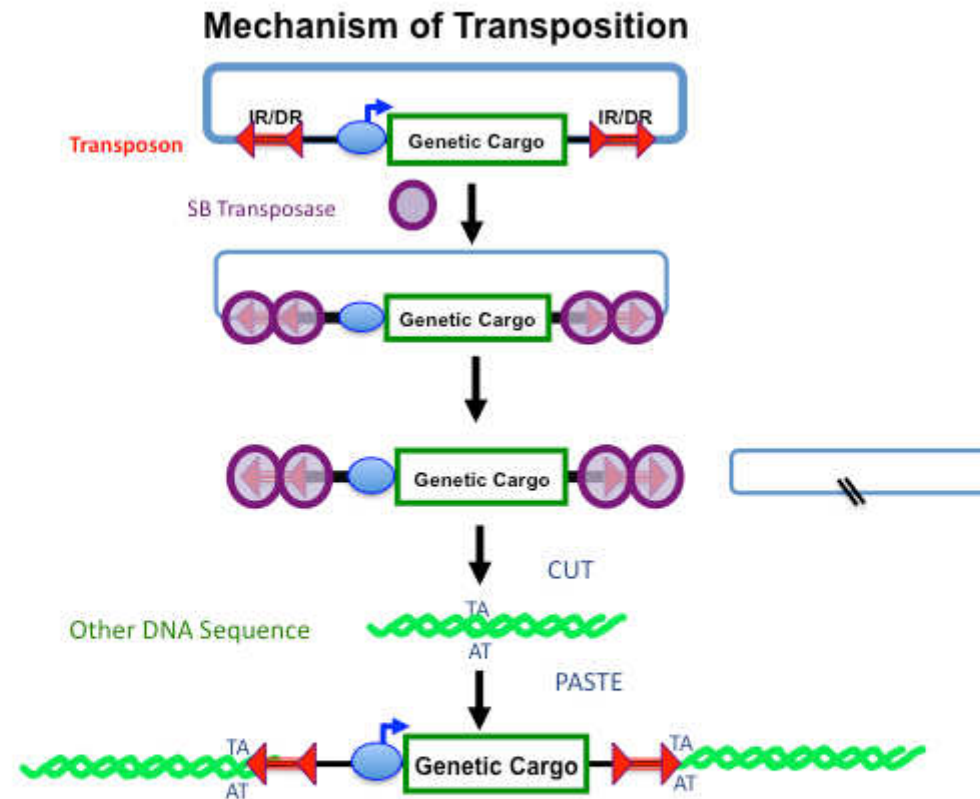 Mechanism of Transposition
IR/DR
IR/DR
Transposon
Genetic Cargo
SB Transposase
Genetic Cargo
Genetic Cargo
CUT
TA
Other DNA Sequence
AT
PASTE
TA
TA
Genetic Cargo
AT
AT